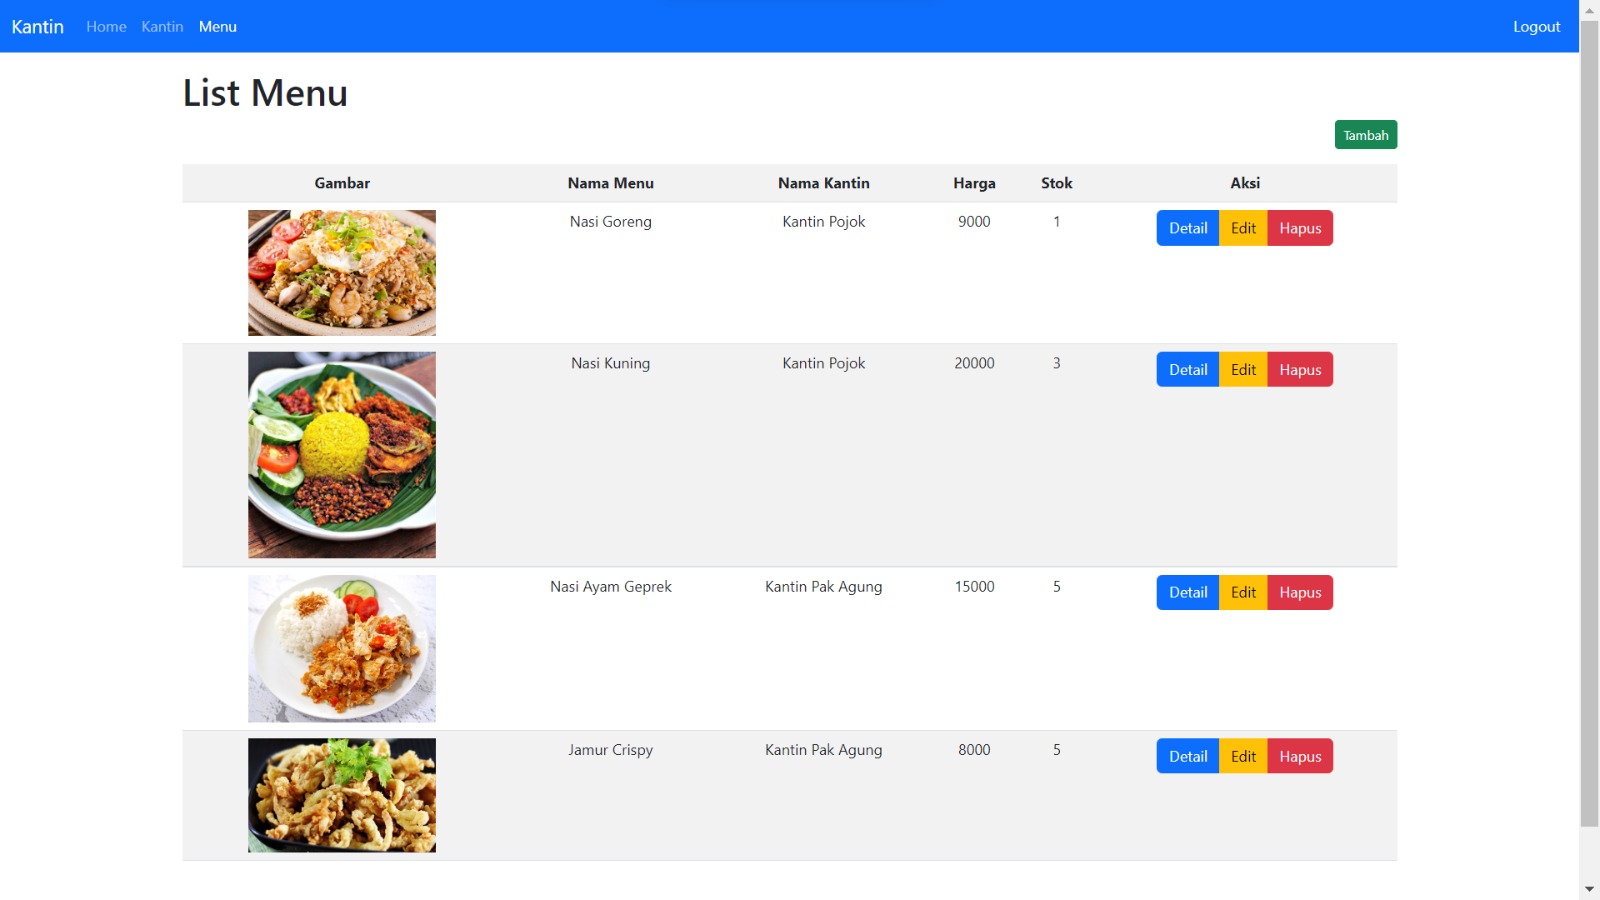 Kantin Home Kantin Menu Logout
List Menu
Tambah
Gambar Nama Menu Nama Kantin Harga Stok Aksi
Nasi Goreng Kantin Pojok 9000 1 Detail Edit Hapus
Nasi Kuning Kantin Pojok 20000 3 Detail Edit Hapus
Nasi Ayam Geprek Kantin Pak Agung 15000 5 Detail Edit Hapus
Jamur Crispy Kantin Pak Agung 8000 5 Detail Edit Hapus